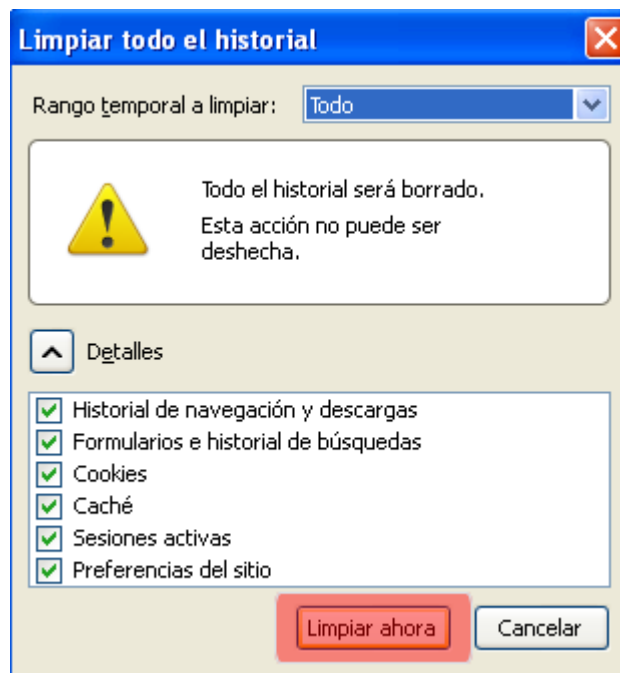 Limpiar todo el historial
Rango temporal a limpiar: Todo
Todo el historial será borrado.
Esta acción no puede ser
deshecha.
Detalles
Historial de navegación y descargas
Formularios e historial de búsquedas
Cookies
Caché
Sesiones activas
Preferencias del sitio
Limpiar ahora Cancelar